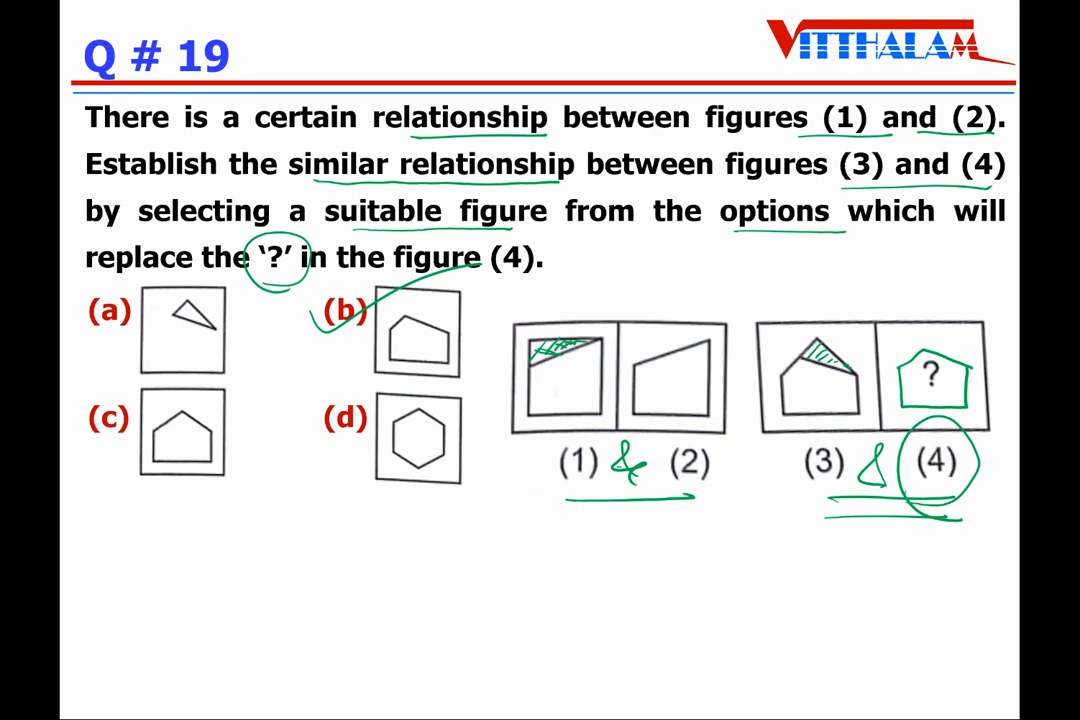 Q # 19
VITTHALAM
There is a certain relationship between figures (1) and (2).
Establish the similar relationship between figures (3) and (4)
by selecting a suitable figure from the options which will
replace the ‘?’ in the figure (4).
(a)
(b)
(c)
(d)
?
(1) & (2)
(3) & (4)